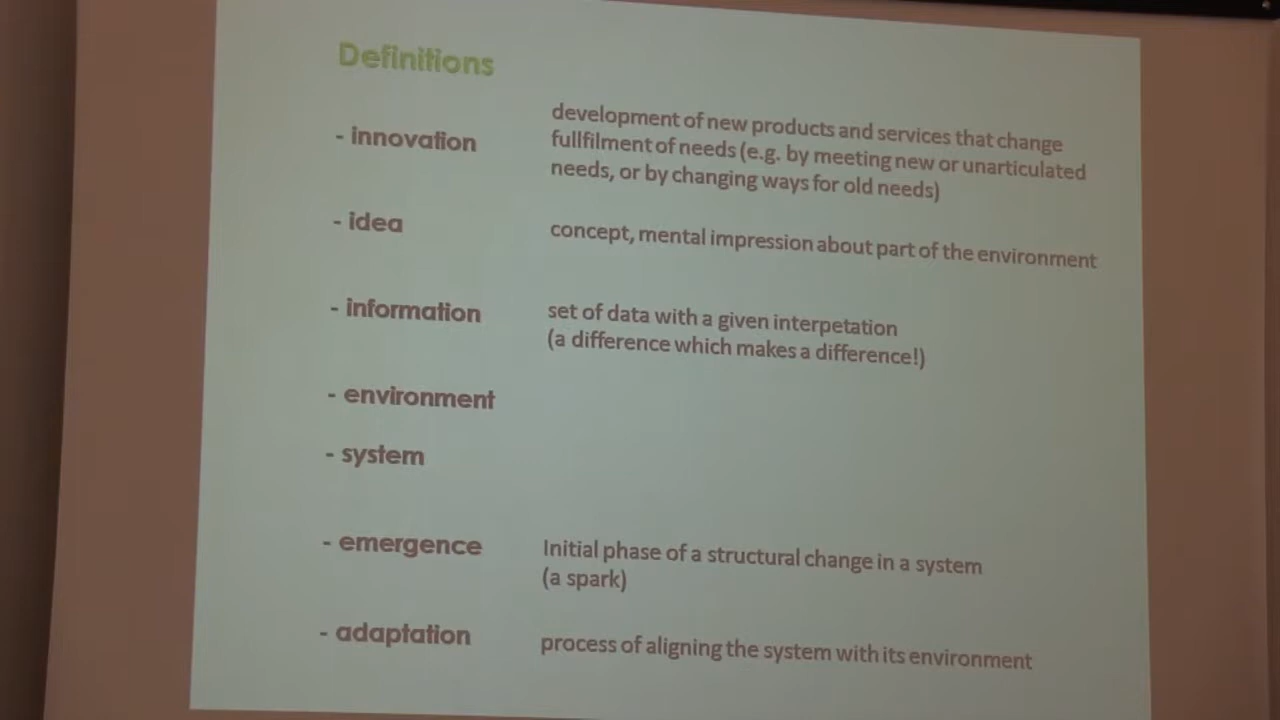 Definitions
- innovation
development of new products and services that change
fullfilment of needs (e.g. by meeting new or unarticulated
needs, or by changing ways for old needs)
- idea
concept, mental impression about part of the environment
- information
set of data with a given interpetation
(a difference which makes a difference!)
- environment
- system
- emergence
Initial phase of a structural change in a system
(a spark)
- adaptation
process of aligning the system with its environment